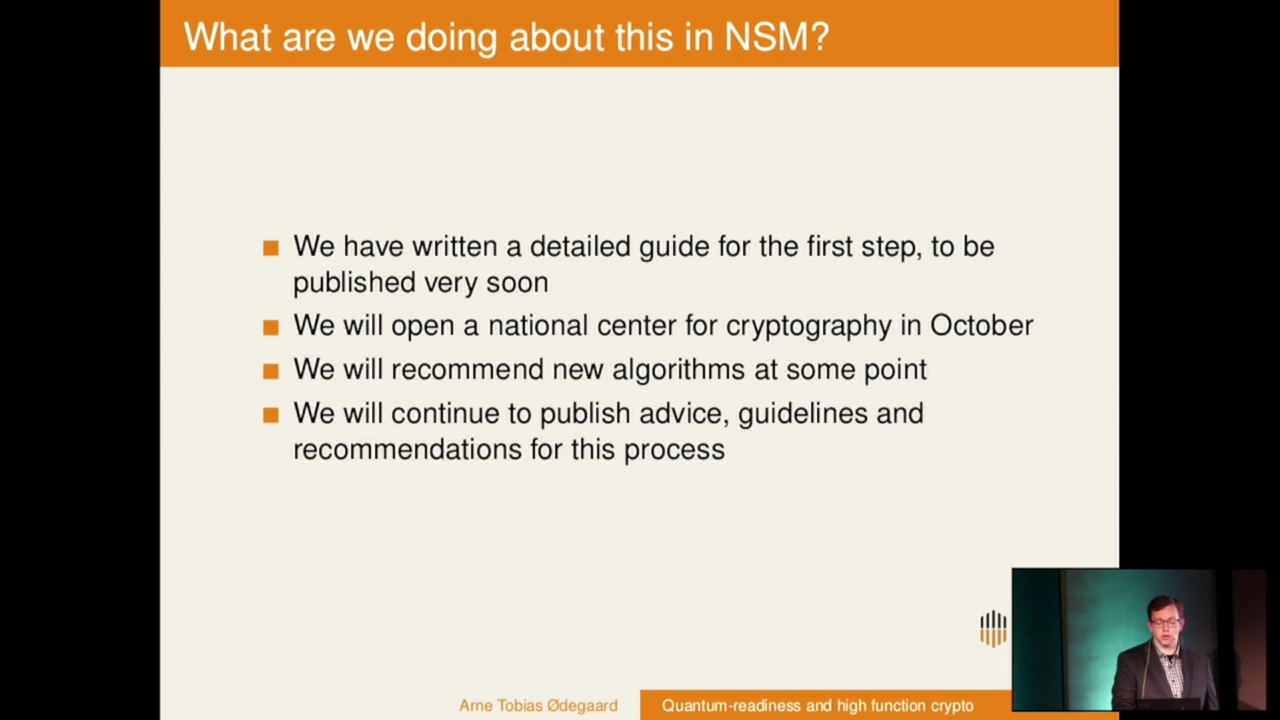 What are we doing about this in NSM?
We have written a detailed guide for the first step, to be
published very soon
We will open a national center for cryptography in October
We will recommend new algorithms at some point
We will continue to publish advice, guidelines and
recommendations for this process
Arne Tobias Ødegaard
Quantum-readiness and high function crypto